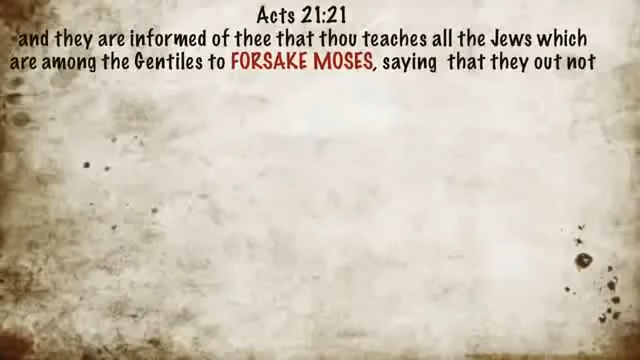 Acts 21:21
and they are informed of thee that thou teaches all the Jews which
are among the Gentiles to FORSAKE MOSES, saying that they out not